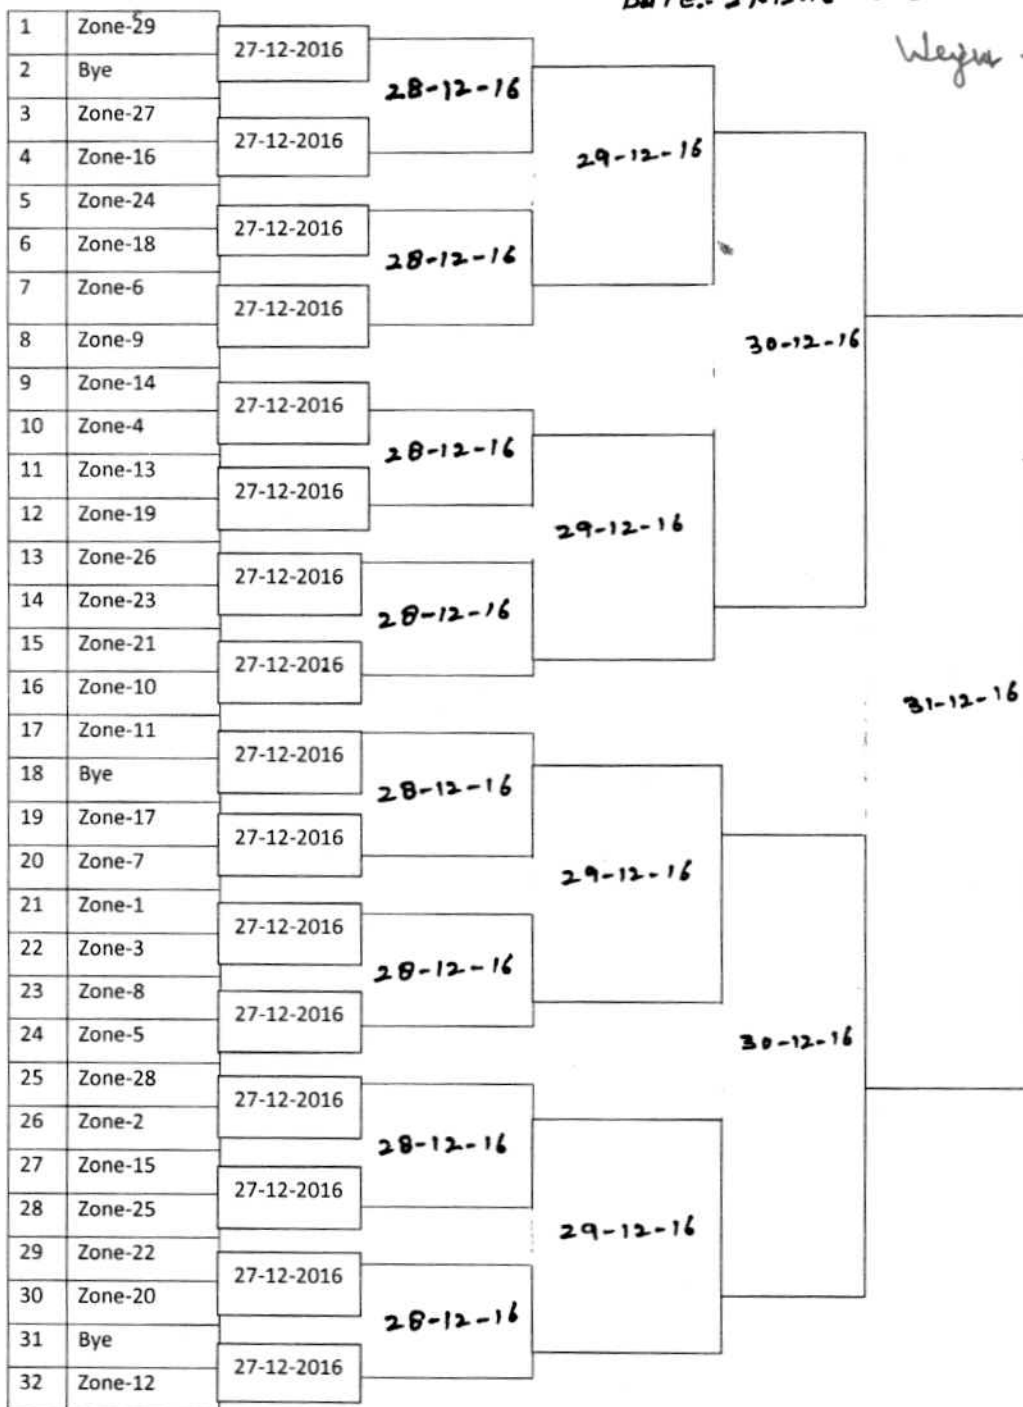 1 Zone-29
2 Bye
27-12-2016
28-12-16
3 Zone-27
4 Zone-16
27-12-2016
29-12-16
5 Zone-24
6 Zone-18
27-12-2016
28-12-16
7 Zone-6
8 Zone-9
27-12-2016
30-12-16
9 Zone-14
10 Zone-4
27-12-2016
28-12-16
11 Zone-13
12 Zone-19
27-12-2016
29-12-16
13 Zone-26
14 Zone-23
27-12-2016
28-12-16
15 Zone-21
16 Zone-10
27-12-2016
31-12-16
17 Zone-11
18 Bye
27-12-2016
28-12-16
19 Zone-17
20 Zone-7
27-12-2016
29-12-16
21 Zone-1
22 Zone-3
27-12-2016
28-12-16
23 Zone-8
24 Zone-5
27-12-2016
30-12-16
25 Zone-28
26 Zone-2
27-12-2016
28-12-16
27 Zone-15
28 Zone-25
27-12-2016
29-12-16
29 Zone-22
30 Zone-20
27-12-2016
28-12-16
31 Bye
32 Zone-12
27-12-2016